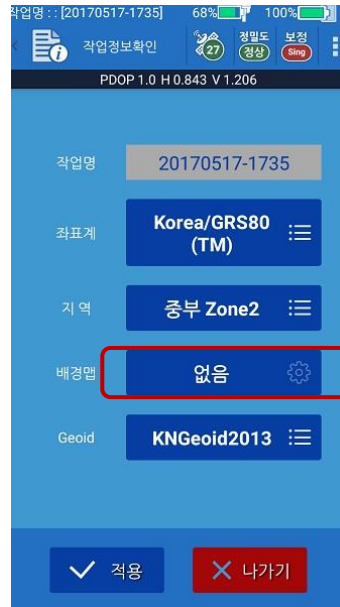 작업명 : : [20170517-1735] 68% 100%
작업정보확인 27 정밀도 정상 보정 Sing
PDOP 1.0 H 0.843 V 1.206
작업명 20170517-1735
좌표계 Korea/GRS80
(TM)
지 역 중부 Zone2
배경맵 없음
Geoid KNGeoid2013
적용 나가기